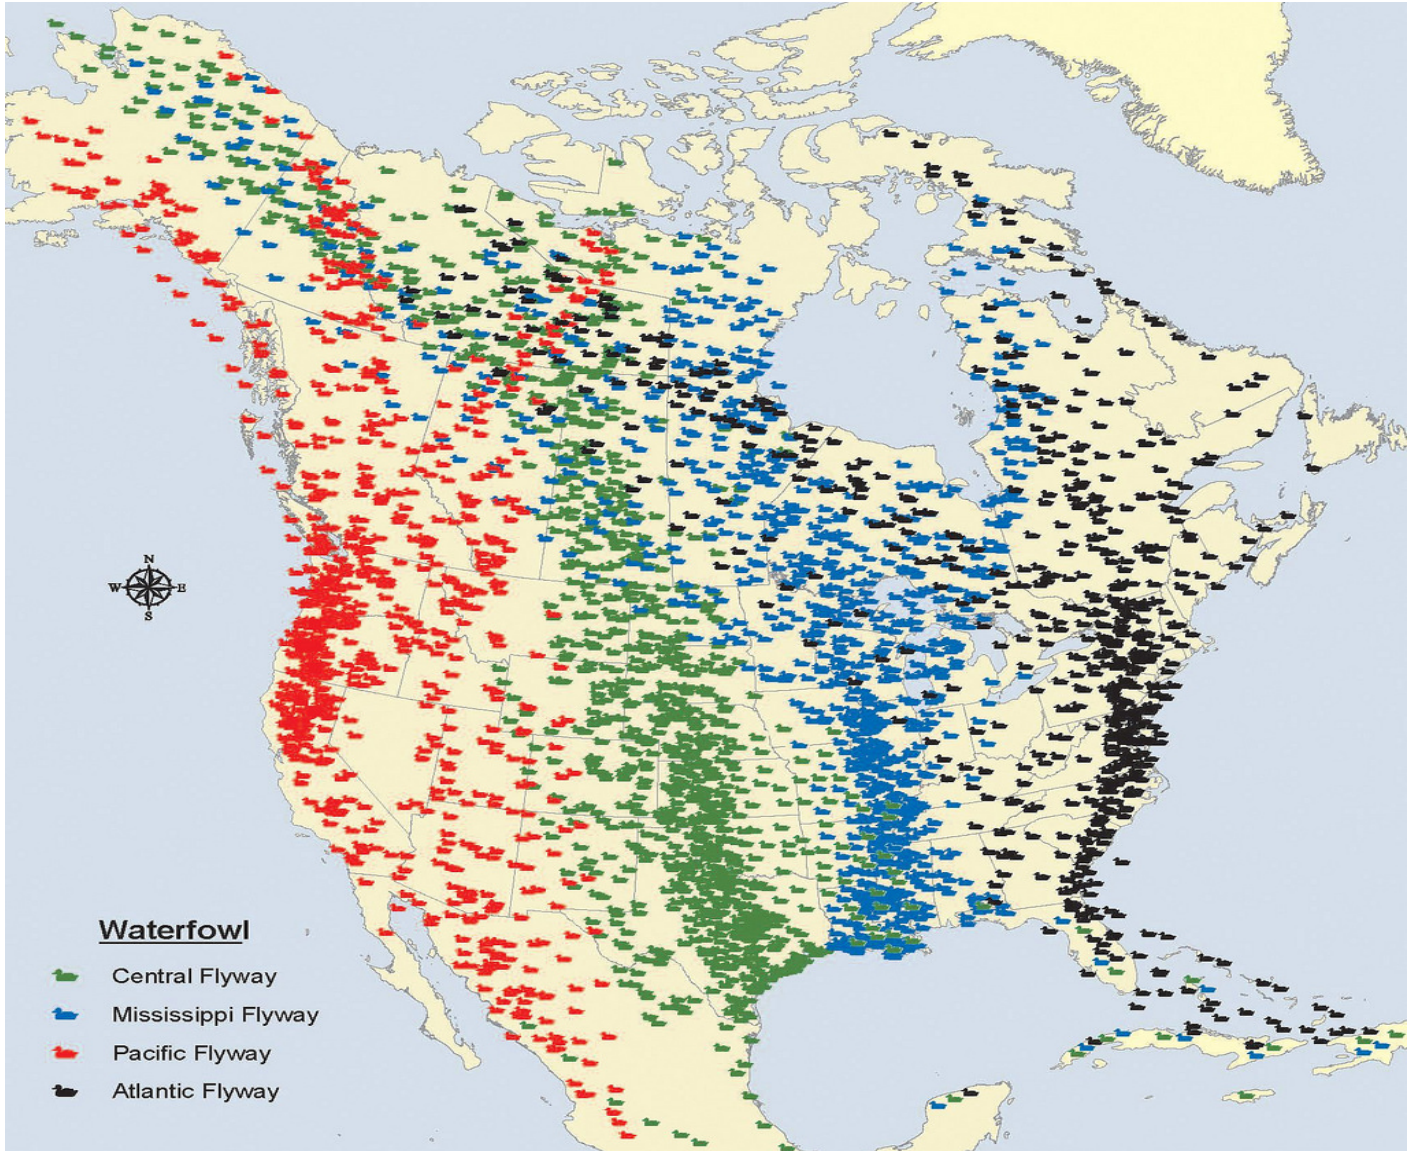 N
W E
S
Waterfowl
Central Flyway
Mississippi Flyway
Pacific Flyway
Atlantic Flyway